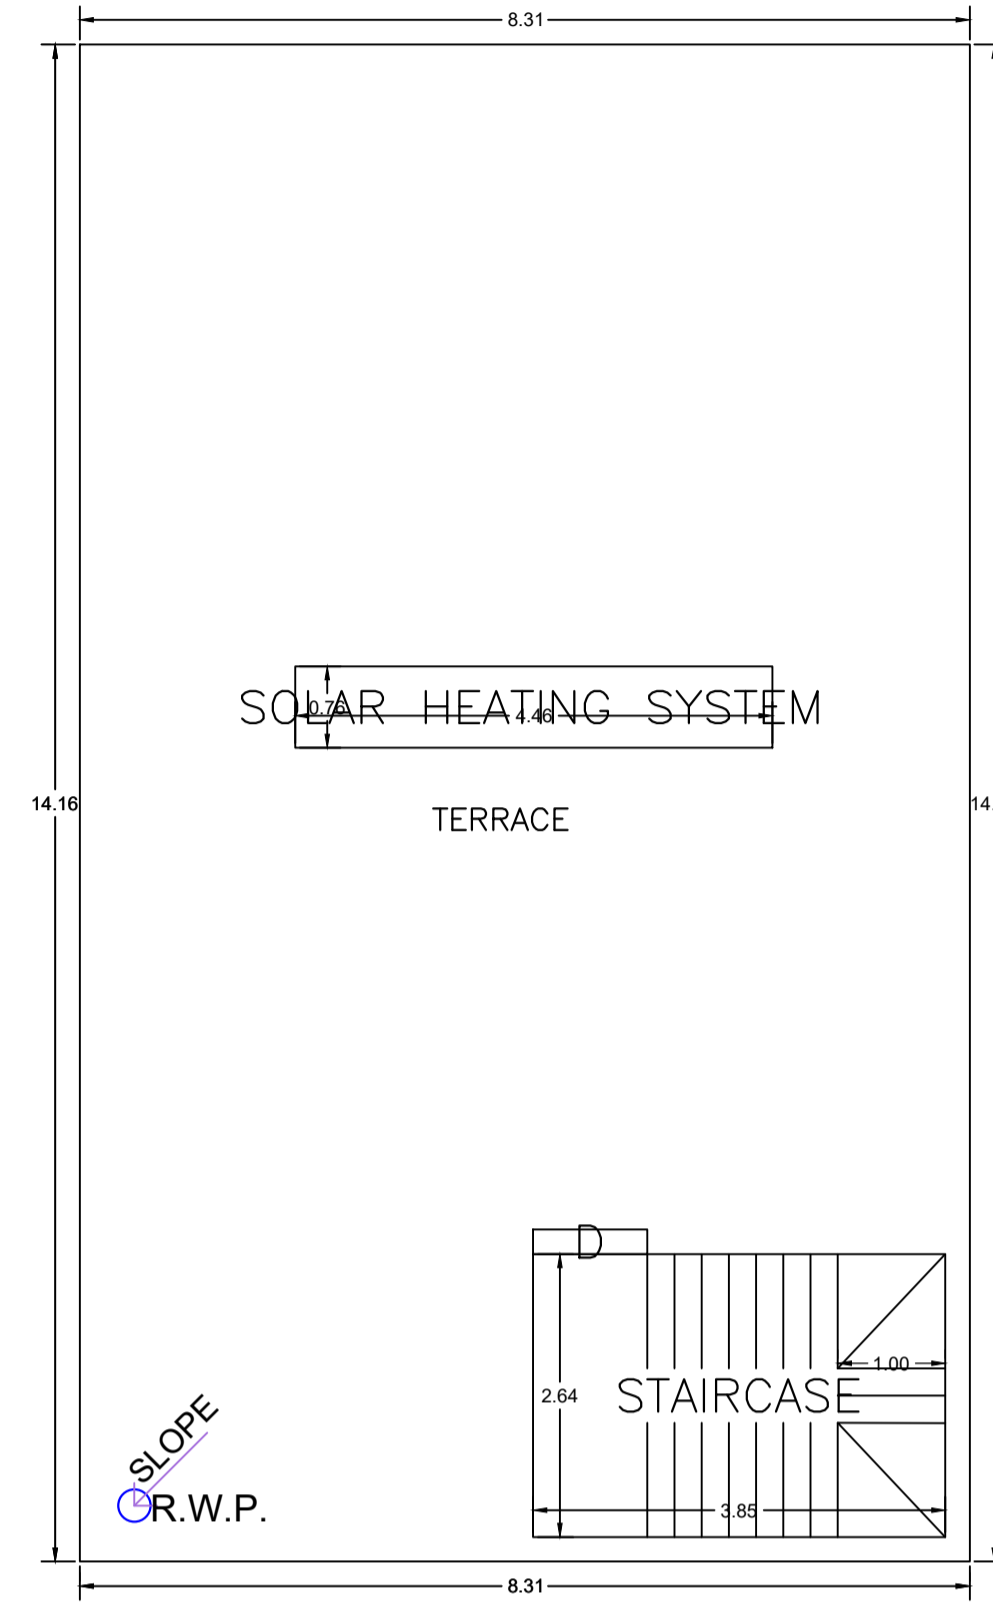 8.31
14.16
14.
SOLAR HEATING SYSTEM
0.76
4.46
TERRACE
D
1.00
2.64
STAIRCASE
SLOPE
R.W.P.
3.85
8.31